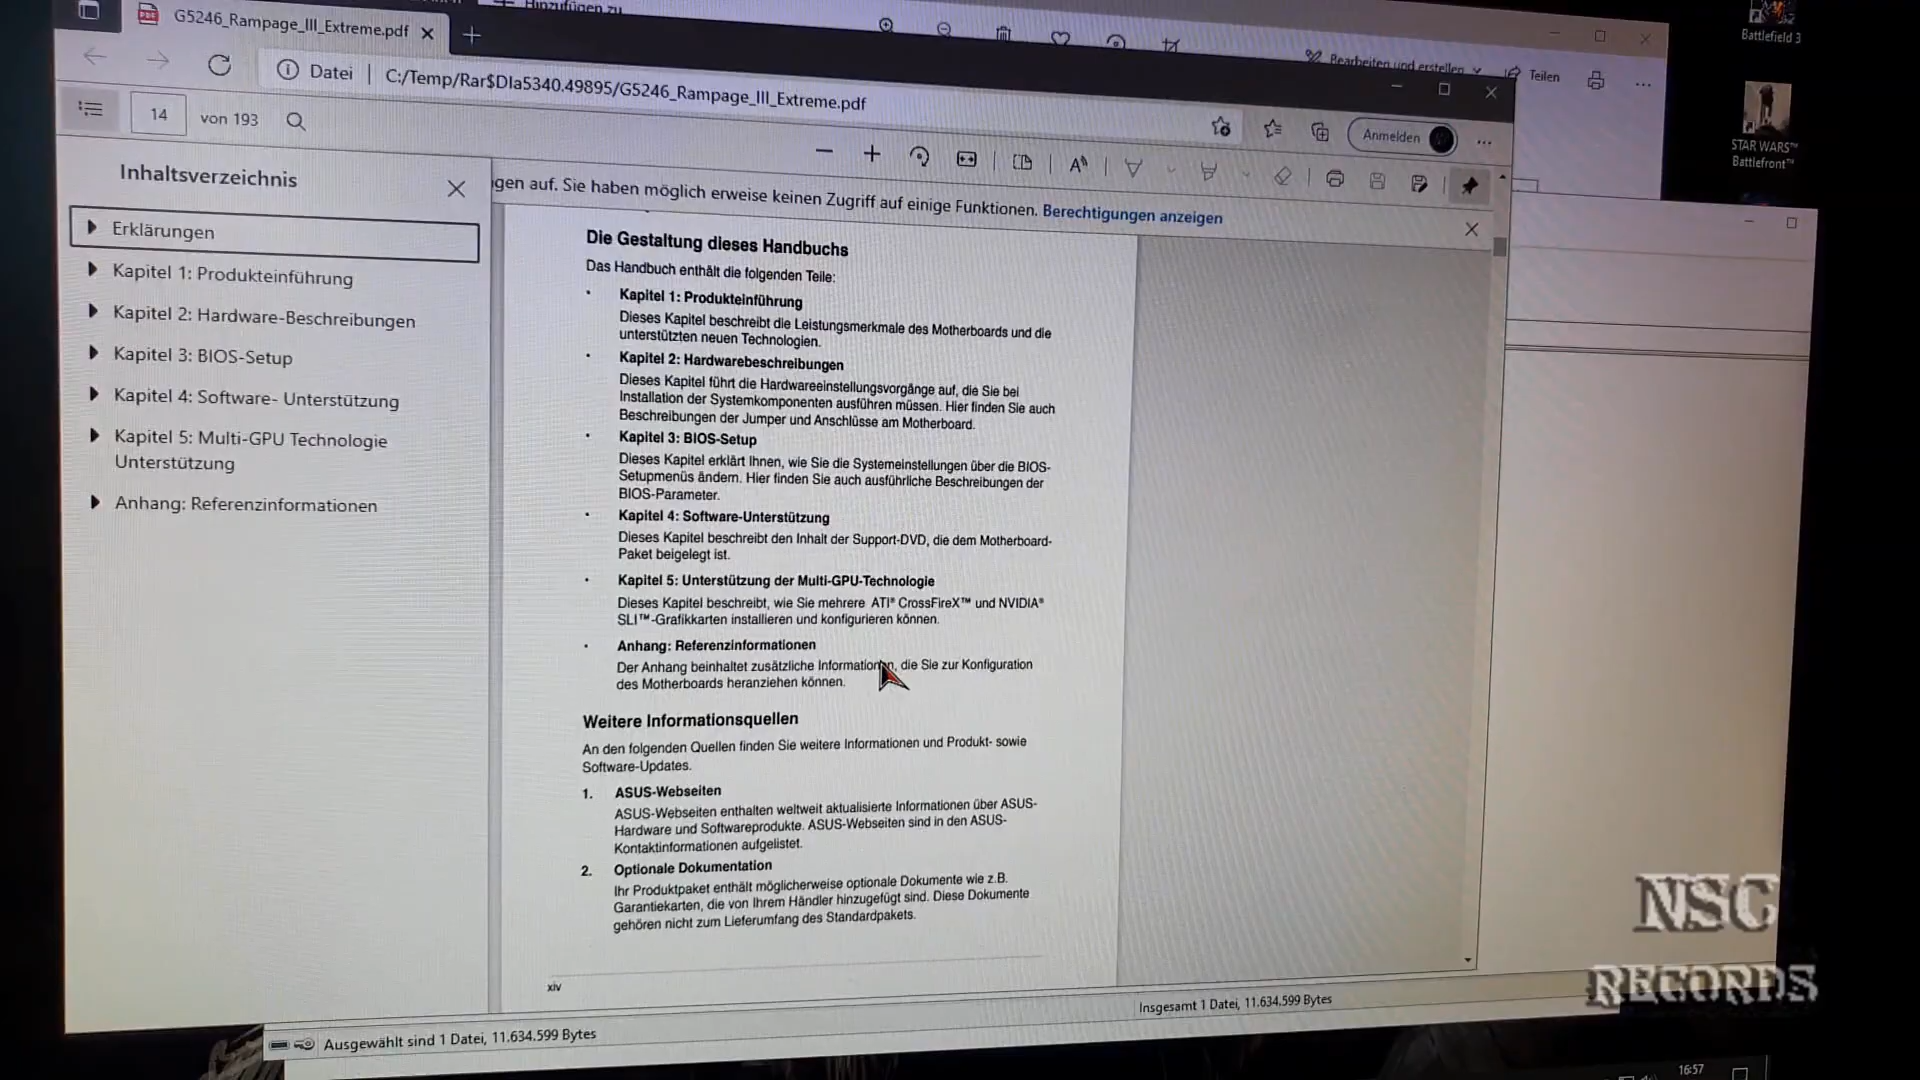 Hinzufügen zu
G5246_Rampage_III_Extreme.pdf
Battlefield 3
Bearbeiten und erstellen
Teilen
Datei
C:/Temp/Rar$DIa5340.49895/G5246_Rampage_III_Extreme.pdf
14
von 193
Anmelden
STAR WARS™
Battlefront™
Inhaltsverzeichnis
gen auf. Sie haben möglich erweise keinen Zugriff auf einige Funktionen. Berechtigungen anzeigen
Erklärungen
Kapitel 1: Produkteinführung
Kapitel 2: Hardware-Beschreibungen
Kapitel 3: BIOS-Setup
Kapitel 4: Software- Unterstützung
Kapitel 5: Multi-GPU Technologie
Unterstützung
Anhang: Referenzinformationen
Die Gestaltung dieses Handbuchs
Das Handbuch enthält die folgenden Teile:
• Kapitel 1: Produkteinführung
Dieses Kapitel beschreibt die Leistungsmerkmale des Motherboards und die
unterstützten neuen Technologien.
• Kapitel 2: Hardwarebeschreibungen
Dieses Kapitel führt die Hardwareeinstellungsvorgänge auf, die Sie bei
Installation der Systemkomponenten ausführen müssen. Hier finden Sie auch
Beschreibungen der Jumper und Anschlüsse am Motherboard.
• Kapitel 3: BIOS-Setup
Dieses Kapitel erklärt Ihnen, wie Sie die Systemeinstellungen über die BIOS-
Setupmenüs ändern. Hier finden Sie auch ausführliche Beschreibungen der
BIOS-Parameter.
• Kapitel 4: Software-Unterstützung
Dieses Kapitel beschreibt den Inhalt der Support-DVD, die dem Motherboard-
Paket beigelegt ist.
• Kapitel 5: Unterstützung der Multi-GPU-Technologie
Dieses Kapitel beschreibt, wie Sie mehrere ATI® CrossFireX™ und NVIDIA®
SLI™-Grafikkarten installieren und konfigurieren können.
• Anhang: Referenzinformationen
Der Anhang beinhaltet zusätzliche Informationen, die Sie zur Konfiguration
des Motherboards heranziehen können.
Weitere Informationsquellen
An den folgenden Quellen finden Sie weitere Informationen und Produkt- sowie
Software-Updates.
1. ASUS-Webseiten
ASUS-Webseiten enthalten weltweit aktualisierte Informationen über ASUS-
Hardware und Softwareprodukte. ASUS-Webseiten sind in den ASUS-
Kontaktinformationen aufgelistet.
2. Optionale Dokumentation
Ihr Produktpaket enthält möglicherweise optionale Dokumente wie z.B.
Garantiekarten, die von Ihrem Händler hinzugefügt sind. Diese Dokumente
gehören nicht zum Lieferumfang des Standardpakets.
xiv
Ausgewählt sind 1 Datei, 11.634.599 Bytes
Insgesamt 1 Datei, 11.634.599 Bytes
NSC
RECORDS
16:57